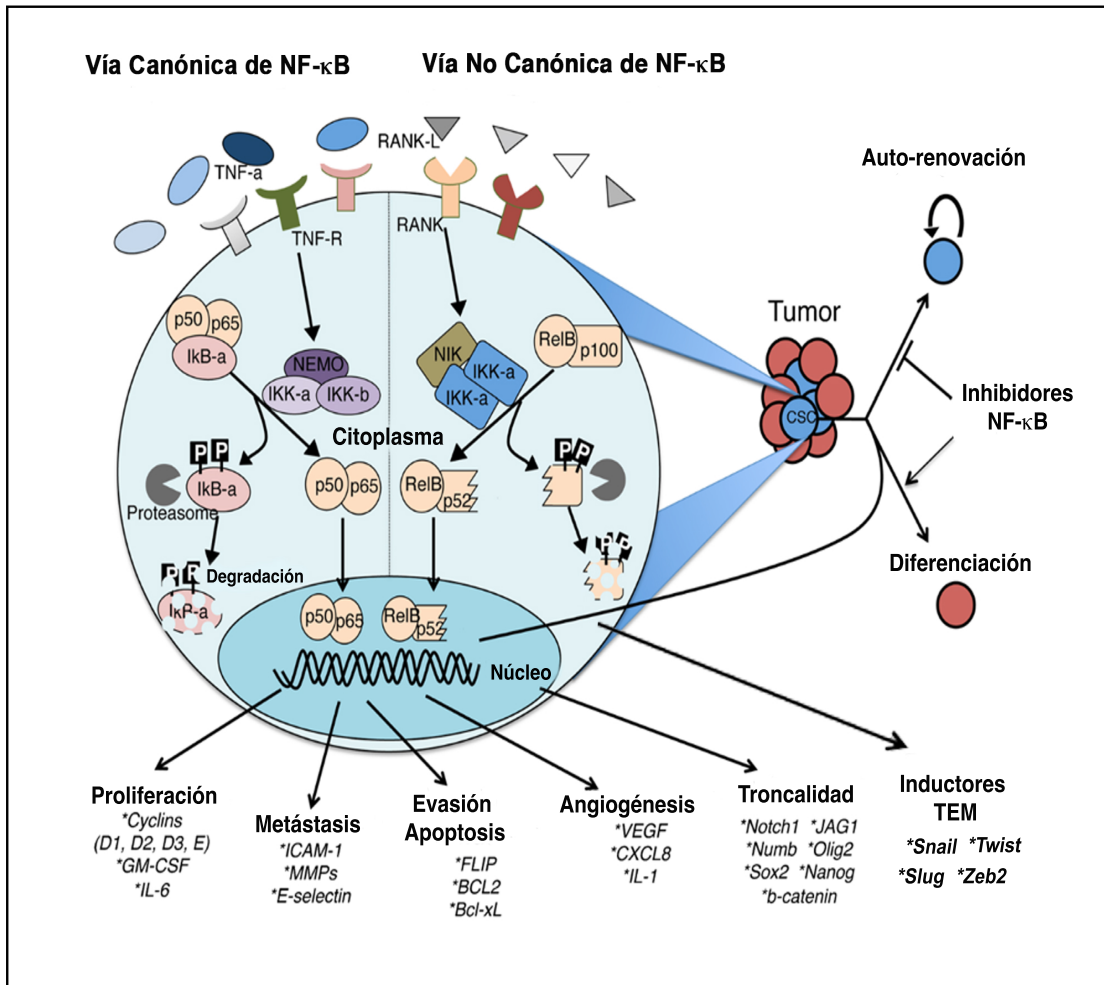 Vía Canónica de NF-κB
Vía No Canónica de NF-κB
TNF-a
RANK-L
TNF-R
RANK
p50 p65
IkB-a
NEMO
IKK-a IKK-b
NIK
IKK-a
IKK-a
RelB p100
Citoplasma
P P
IkB-a
Proteasome
p50 p65
RelB p52
P P
P P
Degradación
IkB-a
P P
p50 p65
RelB p52
Núcleo
Tumor
CSC
Auto-renovación
Inhibidores
NF-κB
Diferenciación
Proliferación
*Cyclins
(D1, D2, D3, E)
*GM-CSF
*IL-6
Metástasis
*ICAM-1
*MMPs
*E-selectin
Evasión
Apoptosis
*FLIP
*BCL2
*Bcl-xL
Angiogénesis
*VEGF
*CXCL8
*IL-1
Troncalidad
*Notch1 *JAG1
*Numb *Olig2
*Sox2 *Nanog
*b-catenin
Inductores
TEM
*Snail *Twist
*Slug *Zeb2